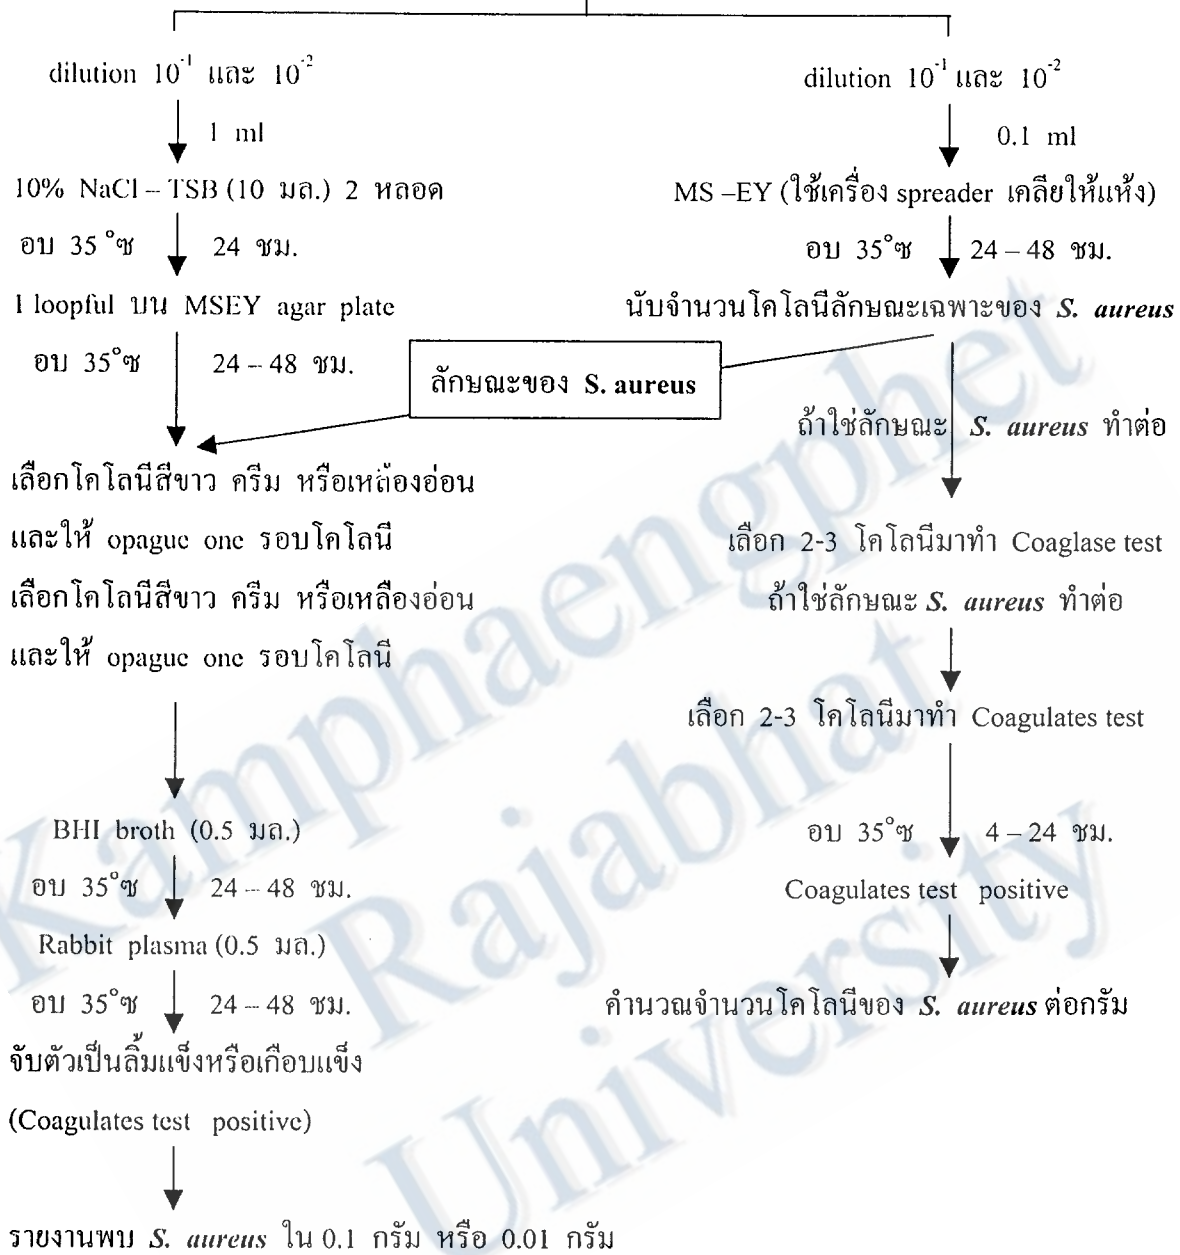 dilution 10⁻¹ และ 10⁻²
1 ml
10% NaCl – TSB (10 มล.) 2 หลอด
อบ 35°ซ 24 ชม.
1 loopful บน MSEY agar plate
อบ 35°ซ 24 – 48 ชม.
ลักษณะของ S. aureus
เลือกโคโลนีสีขาว ครีม หรือเหลืองอ่อน
และให้ opague one รอบโคโลนี
เลือกโคโลนีสีขาว ครีม หรือเหลืองอ่อน
และให้ opague one รอบโคโลนี
BHI broth (0.5 มล.)
อบ 35°ซ 24 – 48 ชม.
Rabbit plasma (0.5 มล.)
อบ 35°ซ 24 – 48 ชม.
จับตัวเป็นลิ้มแข็งหรือเกือบแข็ง
(Coagulates test positive)
รายงานพบ S. aureus ใน 0.1 กรัม หรือ 0.01 กรัม
dilution 10⁻¹ และ 10⁻²
0.1 ml
MS –EY (ใช้เครื่อง spreader เคลียให้แห้ง)
อบ 35°ซ 24 – 48 ชม.
นับจำนวนโคโลนีลักษณะเฉพาะของ S. aureus
ถ้าใช่ลักษณะ S. aureus ทำต่อ
เลือก 2-3 โคโลนีมาทำ Coaglase test
ถ้าใช่ลักษณะ S. aureus ทำต่อ
เลือก 2-3 โคโลนีมาทำ Coagulates test
อบ 35°ซ 4 – 24 ชม.
Coagulates test positive
คำนวณจำนวนโคโลนีของ S. aureus ต่อกรัม
Kamphaengphet
Rajabhat
University